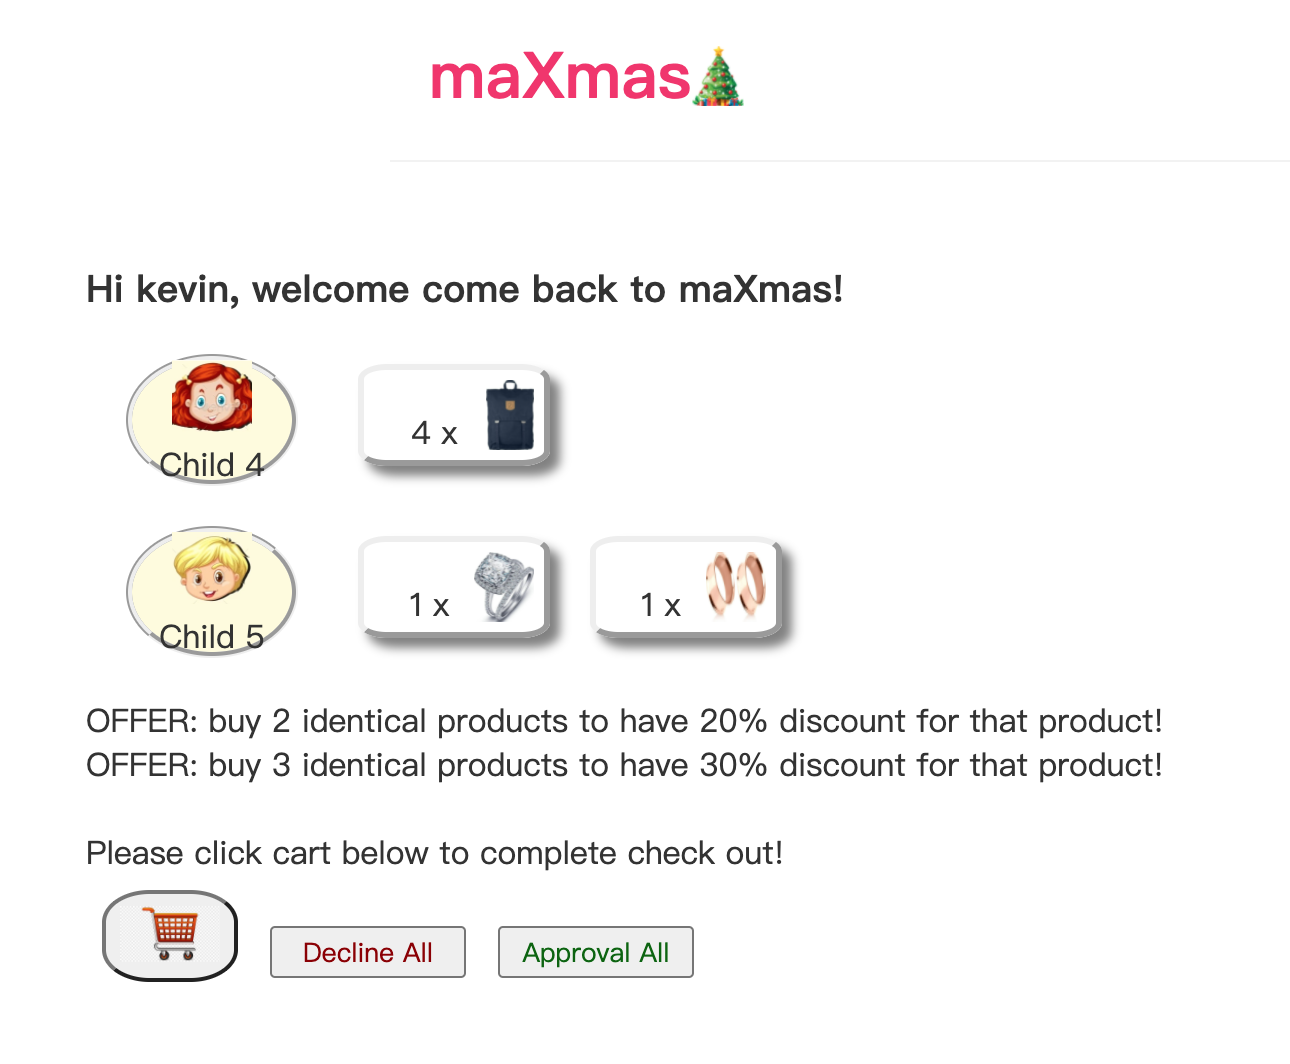 maXmas
Hi kevin, welcome come back to maXmas!
Child 4
4 x
Child 5
1 x
1 x
OFFER: buy 2 identical products to have 20% discount for that product!
OFFER: buy 3 identical products to have 30% discount for that product!
Please click cart below to complete check out!
Decline All
Approval All